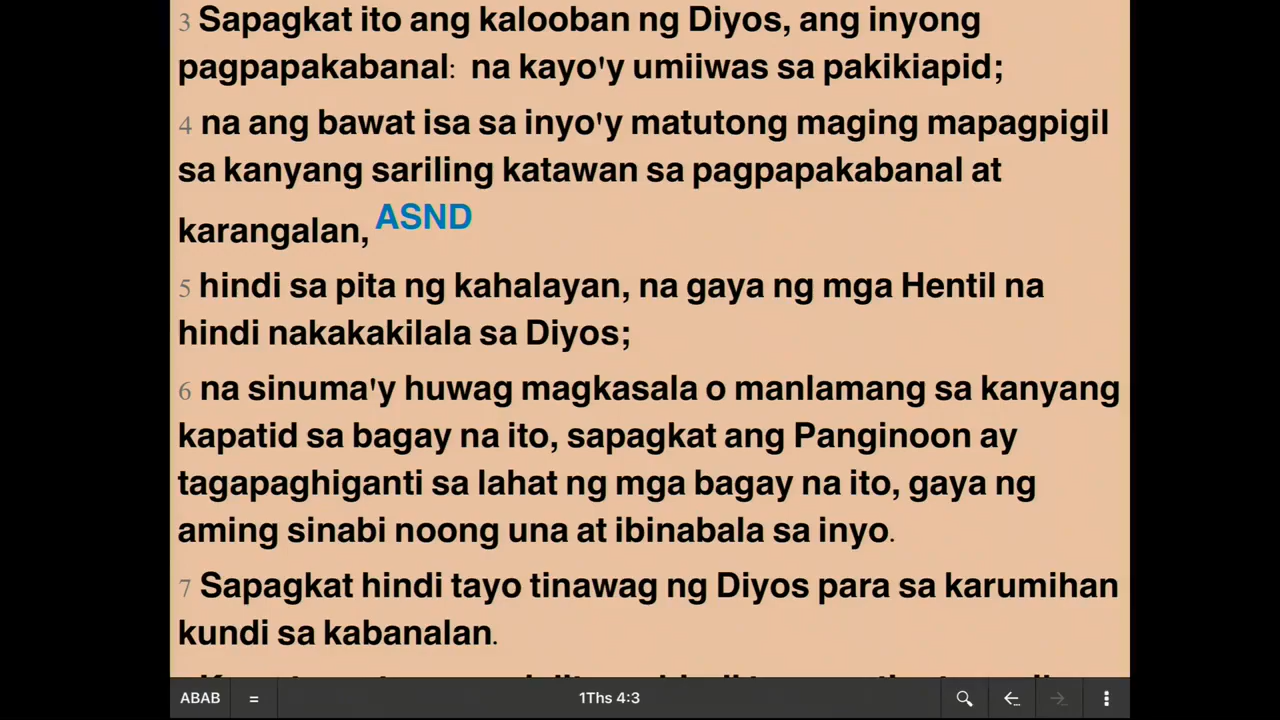 3 Sapagkat ito ang kalooban ng Diyos, ang inyong
pagpapakabanal: na kayo'y umiiwas sa pakikiapid;
4 na ang bawat isa sa inyo'y matutong maging mapagpigil
sa kanyang sariling katawan sa pagpapakabanal at
karangalan, ASND
5 hindi sa pita ng kahalayan, na gaya ng mga Hentil na
hindi nakakakilala sa Diyos;
6 na sinuma'y huwag magkasala o manlamang sa kanyang
kapatid sa bagay na ito, sapagkat ang Panginoon ay
tagapaghiganti sa lahat ng mga bagay na ito, gaya ng
aming sinabi noong una at ibinabala sa inyo.
7 Sapagkat hindi tayo tinawag ng Diyos para sa karumihan
kundi sa kabanalan.
ABAB = 1Ths 4:3